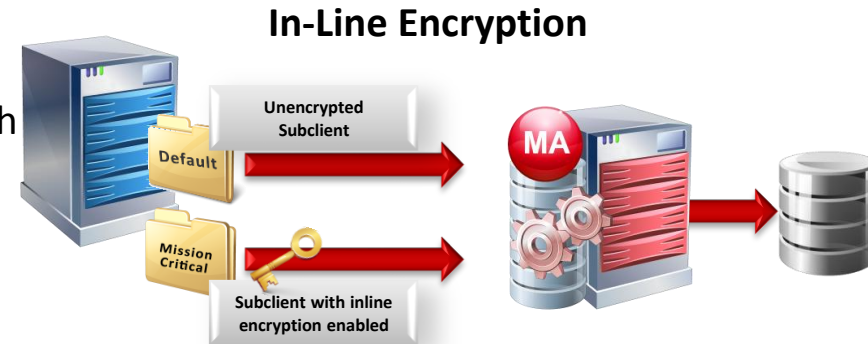 In-Line Encryption
h
Unencrypted
Subclient
Default
MA
Mission
Critical
Subclient with inline
encryption enabled